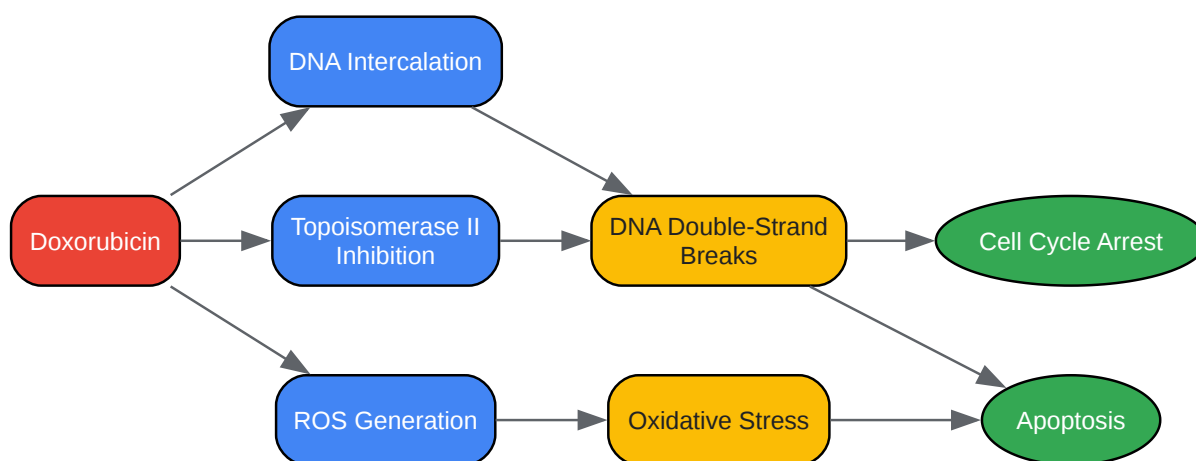 DNA Intercalation
Doxorubicin
Topoisomerase II
Inhibition
DNA Double-Strand
Breaks
Cell Cycle Arrest
ROS Generation
Oxidative Stress
Apoptosis